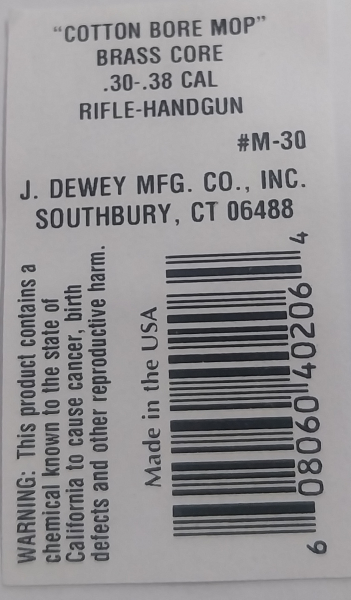 “COTTON BORE MOP”
BRASS CORE
.30-.38 CAL
RIFLE-HANDGUN
#M-30
J. DEWEY MFG. CO., INC.
SOUTHBURY, CT 06488
WARNING: This product contains a
chemical known to the state of
California to cause cancer, birth
defects and other reproductive harm.
Made in the USA
6 08060 40206 4